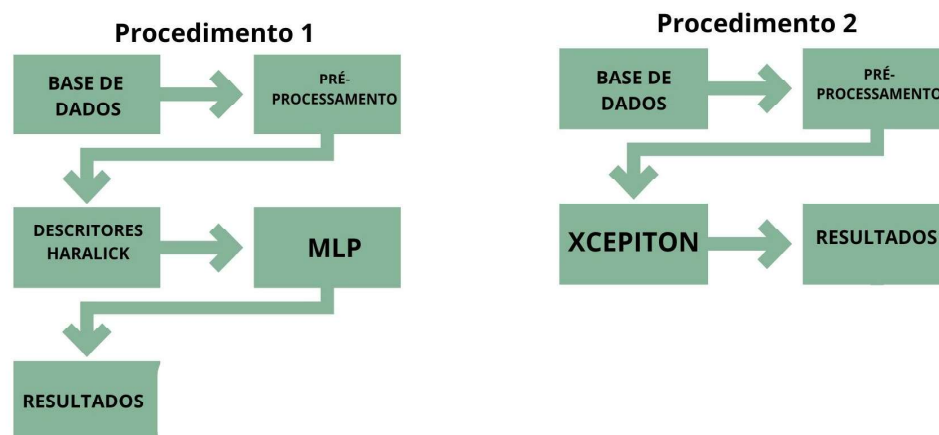 Procedimento 1
BASE DE
DADOS
PRÉ-
PROCESSAMENTO
DESCRITORES
HARALICK
MLP
RESULTADOS
Procedimento 2
BASE DE
DADOS
PRÉ-
PROCESSAMENTO
XCEPITON
RESULTADOS